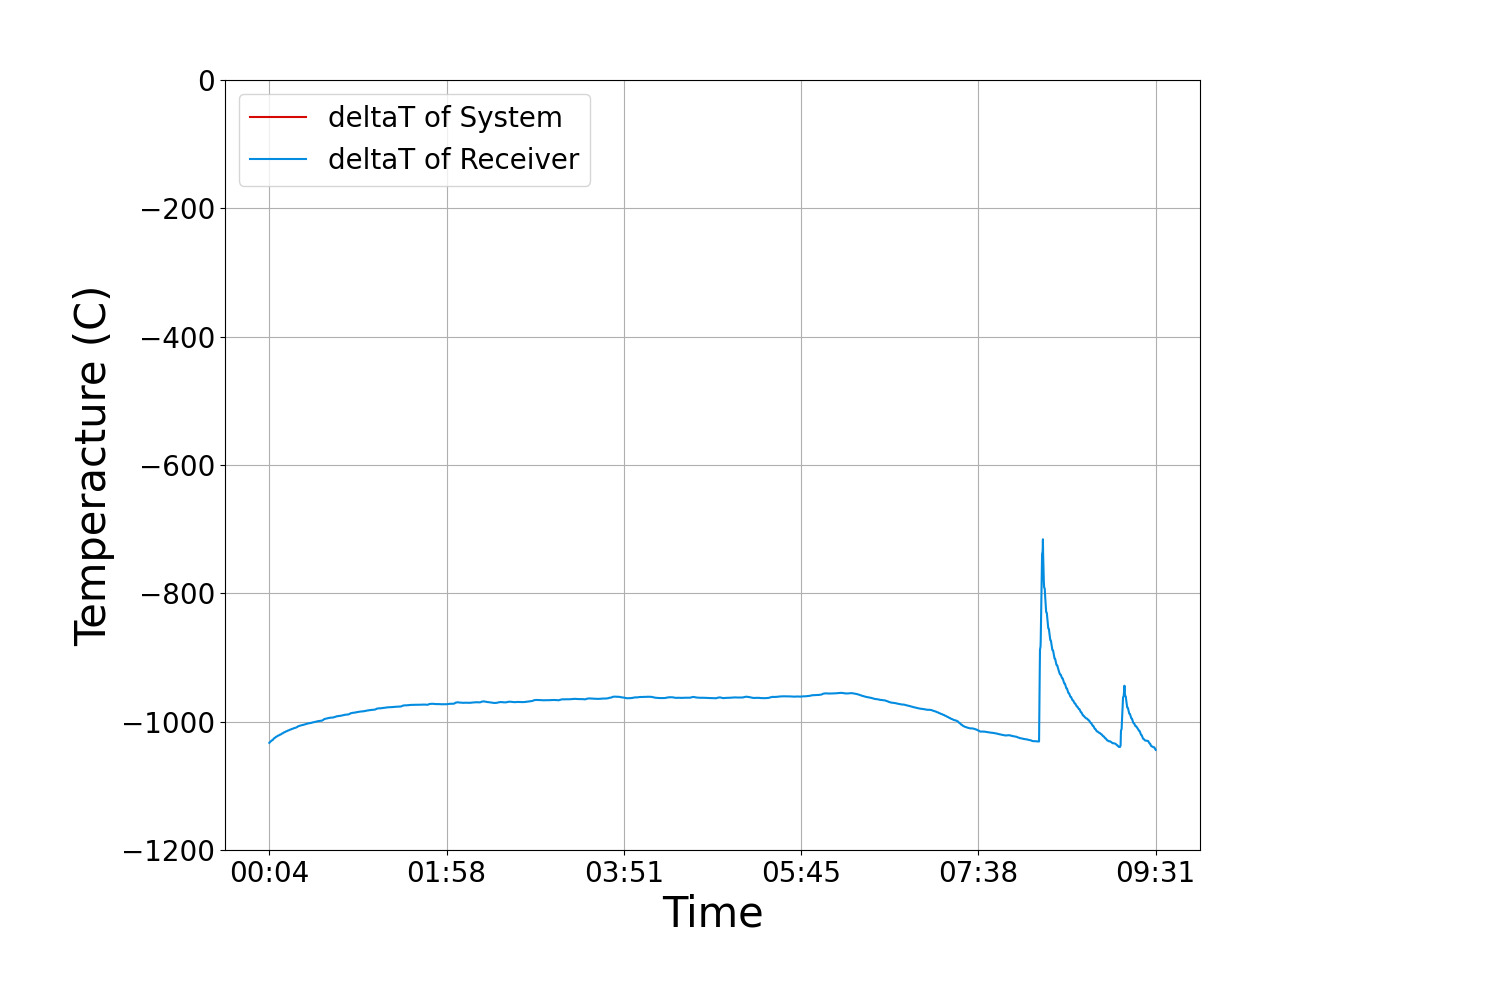 0
deltaT of System
deltaT of Receiver
−200
−400
−600
−800
−1000
−1200
Temperacture (C)
00:04 01:58 03:51 05:45 07:38 09:31
Time